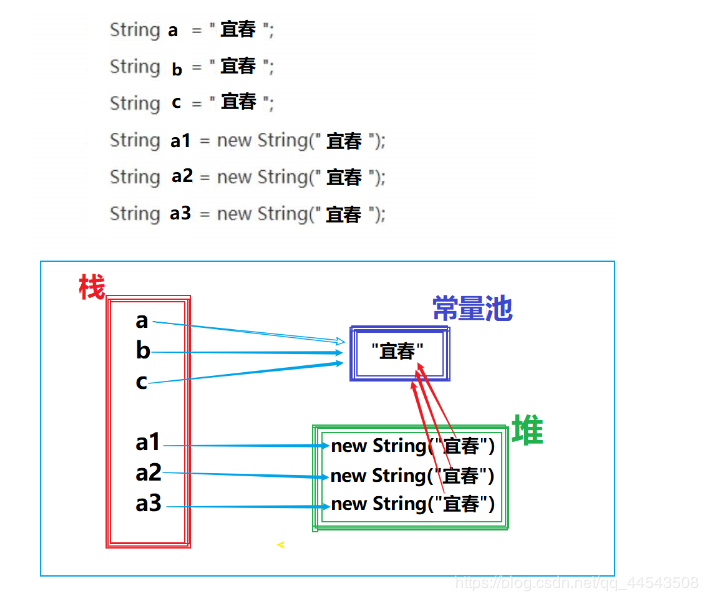 String a = " 宜春 ";
String b = " 宜春 ";
String c = " 宜春 ";
String a1 = new String(" 宜春 ");
String a2 = new String(" 宜春 ");
String a3 = new String(" 宜春 ");
栈
常量池
a
b
"宜春"
c
堆
a1
new String("宜春")
a2
new String("宜春")
a3
new String("宜春")
https://blog.csdn.net/qq_44543508